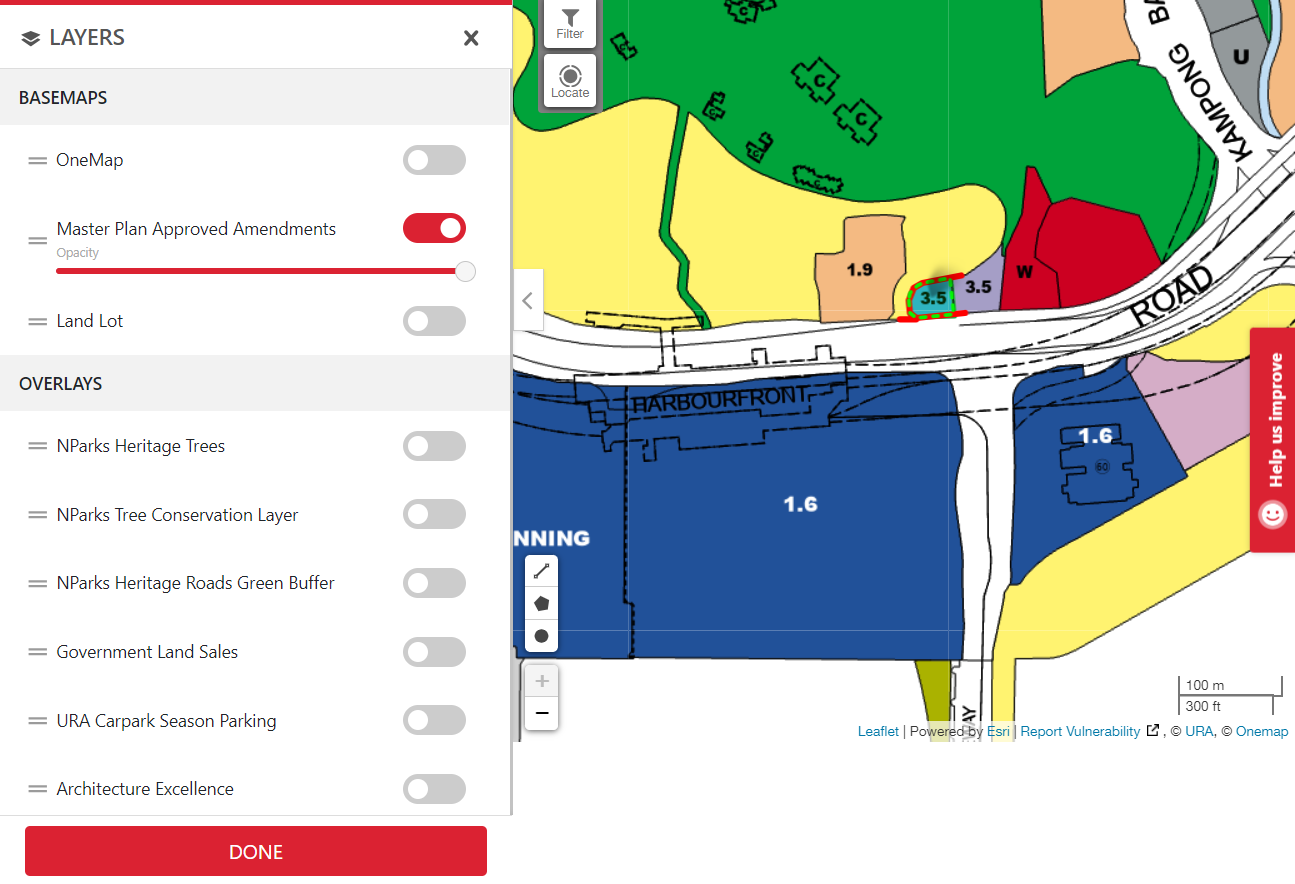 LAYERS
BASEMAPS
OneMap
Master Plan Approved Amendments
Opacity
Land Lot
OVERLAYS
NParks Heritage Trees
NParks Tree Conservation Layer
NParks Heritage Roads Green Buffer
Government Land Sales
URA Carpark Season Parking
Architecture Excellence
DONE
Filter
Locate
C
C
C
C
C
C
C
BA
KAMPONG
U
1.9
3.5
3.5
W
ROAD
HARBOURFRONT
1.6
60
1.6
NNING
WAY
Help us improve
100 m
300 ft
Leaflet | Powered by Esri | Report Vulnerability , © URA, © Onemap